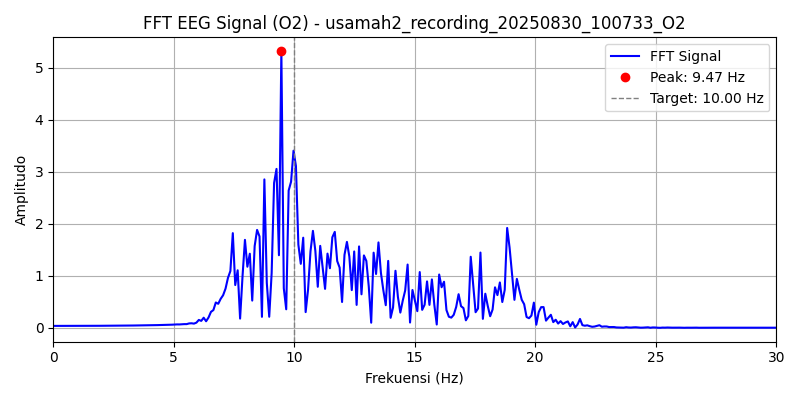 FFT EEG Signal (O2) - usamah2_recording_20250830_100733_O2
FFT Signal
Peak: 9.47 Hz
Target: 10.00 Hz
Amplitudo
5
4
3
2
1
0
0 5 10 15 20 25 30
Frekuensi (Hz)